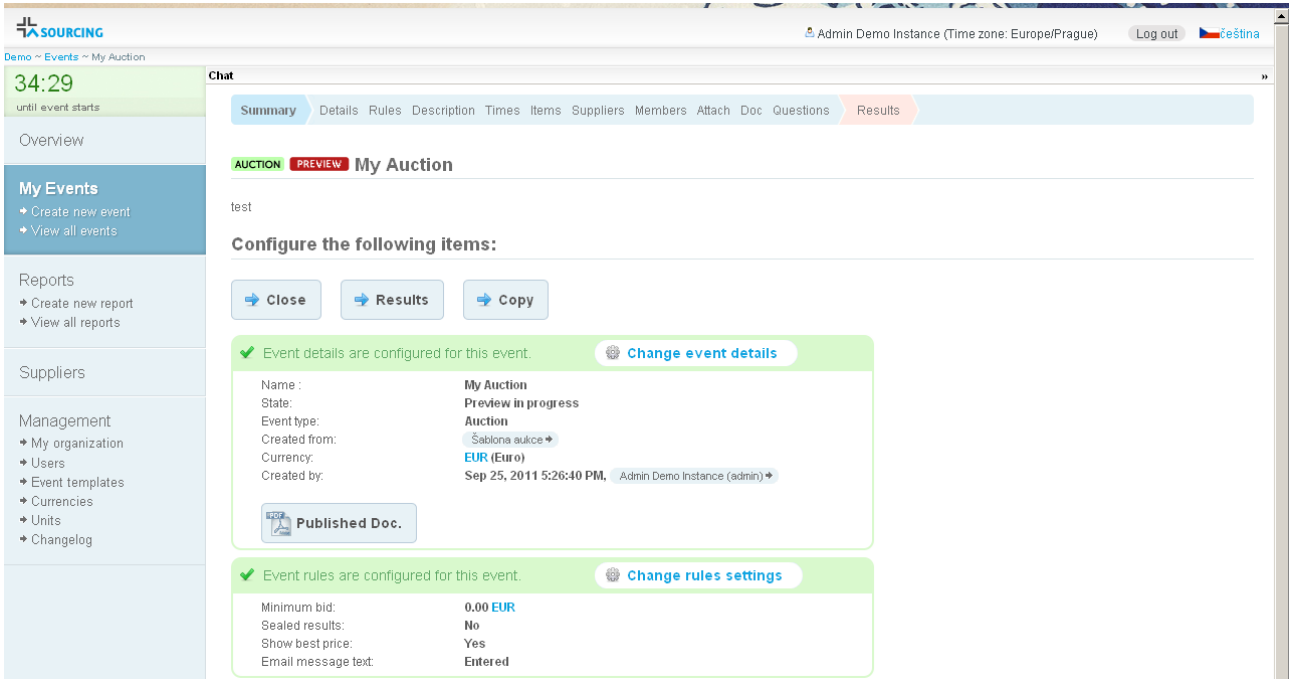 SOURCING
Admin Demo Instance (Time zone: Europe/Prague) Log out čeština
Demo ~ Events ~ My Auction
34:29
until event starts
Overview
My Events
Create new event
View all events
Reports
Create new report
View all reports
Suppliers
Management
My organization
Users
Event templates
Currencies
Units
Changelog
Chat »
Summary Details Rules Description Times Items Suppliers Members Attach Doc Questions Results
AUCTION PREVIEW My Auction
test
Configure the following items:
Close Results Copy
Event details are configured for this event. Change event details
Name : My Auction
State: Preview in progress
Event type: Auction
Created from: Šablona aukce
Currency: EUR (Euro)
Created by: Sep 25, 2011 5:26:40 PM, Admin Demo Instance (admin)
PDF Published Doc.
Event rules are configured for this event. Change rules settings
Minimum bid: 0.00 EUR
Sealed results: No
Show best price: Yes
Email message text: Entered